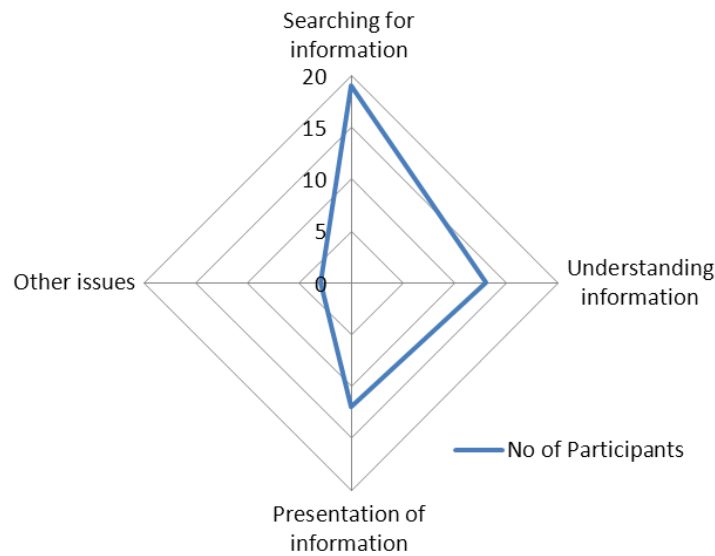 Searching for
information
20
15
10
5
0
Other issues
Understanding
information
No of Participants
Presentation of
information